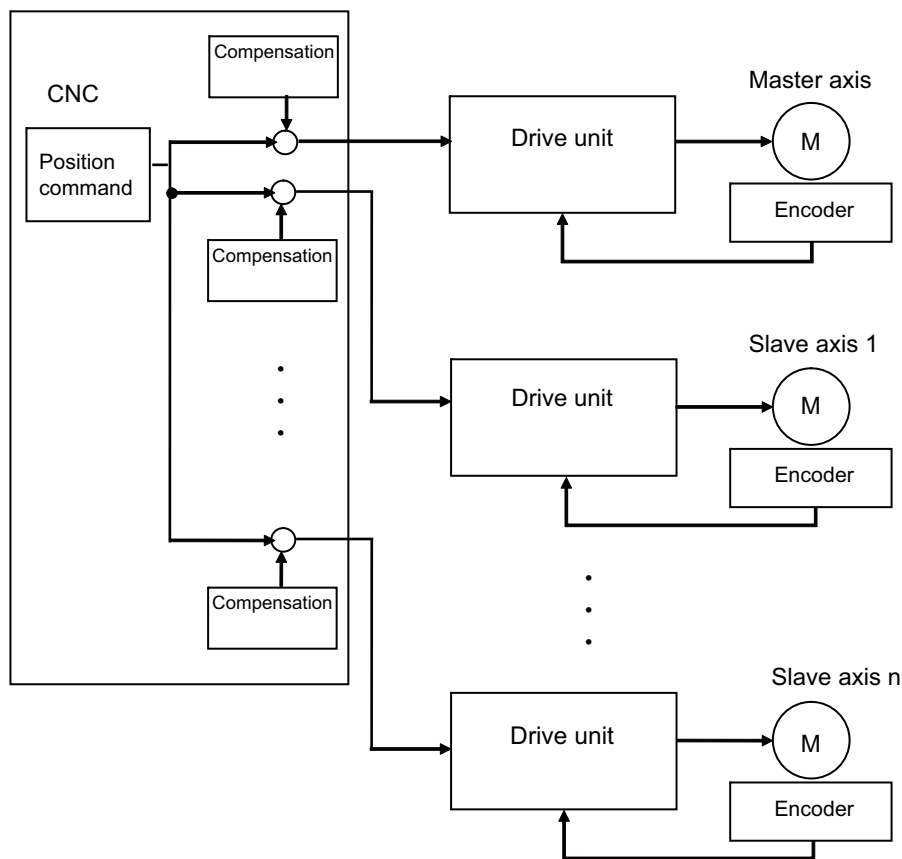 Compensation
CNC
Position
command
Compensation
Compensation
Drive unit
Master axis
M
Encoder
Drive unit
Slave axis 1
M
Encoder
Drive unit
Slave axis n
M
Encoder